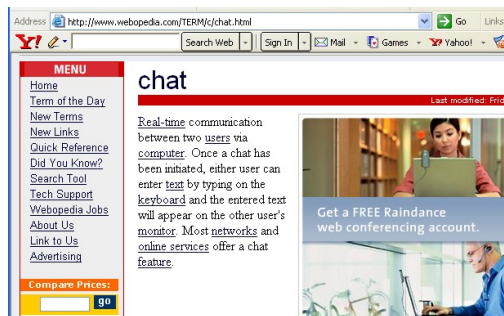 Address http://www.webopedia.com/TERM/c/chat.html Go Links
Y! Search Web Sign In Mail Games Yahoo!
MENU
Home
Term of the Day
New Terms
New Links
Quick Reference
Did You Know?
Search Tool
Tech Support
Webopedia Jobs
About Us
Link to Us
Advertising
Compare Prices:
go
chat
Last modified: Frid
Real-time communication
between two users via
computer. Once a chat has
been initiated, either user can
enter text by typing on the
keyboard and the entered text
will appear on the other user's
monitor. Most networks and
online services offer a chat
feature.
Get a FREE Raindance
web conferencing account.